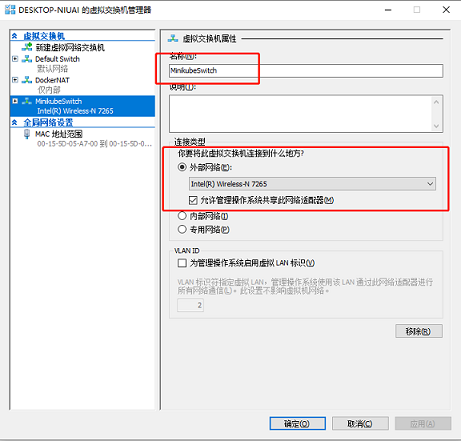 DESKTOP-NIUAI 的虚拟交换机管理器
虚拟交换机
新建虚拟网络交换机
Default Switch
默认网络
DockerNAT
仅内部
MinikubeSwitch
Intel(R) Wireless-N 7265
全局网络设置
MAC 地址范围
00-15-5D-05-A7-00 到 00-15-5D-0...
虚拟交换机属性
名称(N):
MinikubeSwitch
说明(T):
连接类型
你要将此虚拟交换机连接到什么地方?
外部网络(E):
Intel(R) Wireless-N 7265
允许管理操作系统共享此网络适配器(M)
内部网络(I)
专用网络(P)
VLAN ID
为管理操作系统启用虚拟 LAN 标识(V)
VLAN 标识符指定虚拟 LAN，管理操作系统使用该 LAN 通过此网络适配器进行
所有网络通信(L)。此设置不影响虚拟机网络。
2
移除(R)
确定(O)
取消(C)
应用(A)